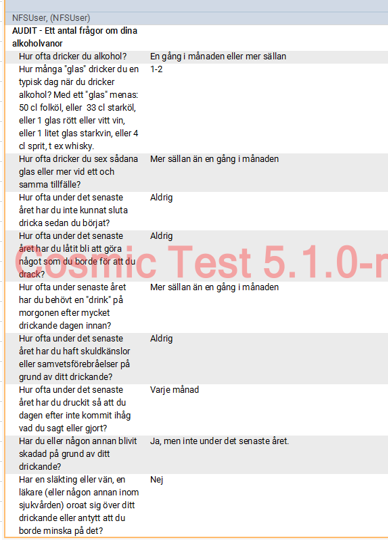 NFSUser, (NFSUser)
AUDIT - Ett antal frågor om dina
alkoholvanor
Hur ofta dricker du alkohol? En gång i månaden eller mer sällan
Hur många "glas" dricker du en 1-2
typisk dag när du dricker
alkohol? Med ett "glas" menas:
50 cl folköl, eller 33 cl starköl,
eller 1 glas rött eller vitt vin,
eller 1 litet glas starkvin, eller 4
cl sprit, t ex whisky.
Hur ofta dricker du sex sådana Mer sällan än en gång i månaden
glas eller mer vid ett och
samma tillfälle?
Hur ofta under det senaste Aldrig
året har du inte kunnat sluta
dricka sedan du börjat?
Hur ofta under det senaste Aldrig
året har du låtit bli att göra
något som du borde för att du
drack?
Cosmic Test 5.1.0-r
Hur ofta under senaste året Mer sällan än en gång i månaden
har du behövt en "drink" på
morgonen efter mycket
drickande dagen innan?
Hur ofta under det senaste Aldrig
året har du haft skuldkänslor
eller samvetsförebråelser på
grund av ditt drickande?
Hur ofta under det senaste Varje månad
året har du druckit så att du
dagen efter inte kommit ihåg
vad du sagt eller gjort?
Har du eller någon annan blivit Ja, men inte under det senaste året.
skadad på grund av ditt
drickande?
Har en släkting eller vän, en Nej
läkare (eller någon annan inom
sjukvården) oroat sig över ditt
drickande eller antytt att du
borde minska på det?